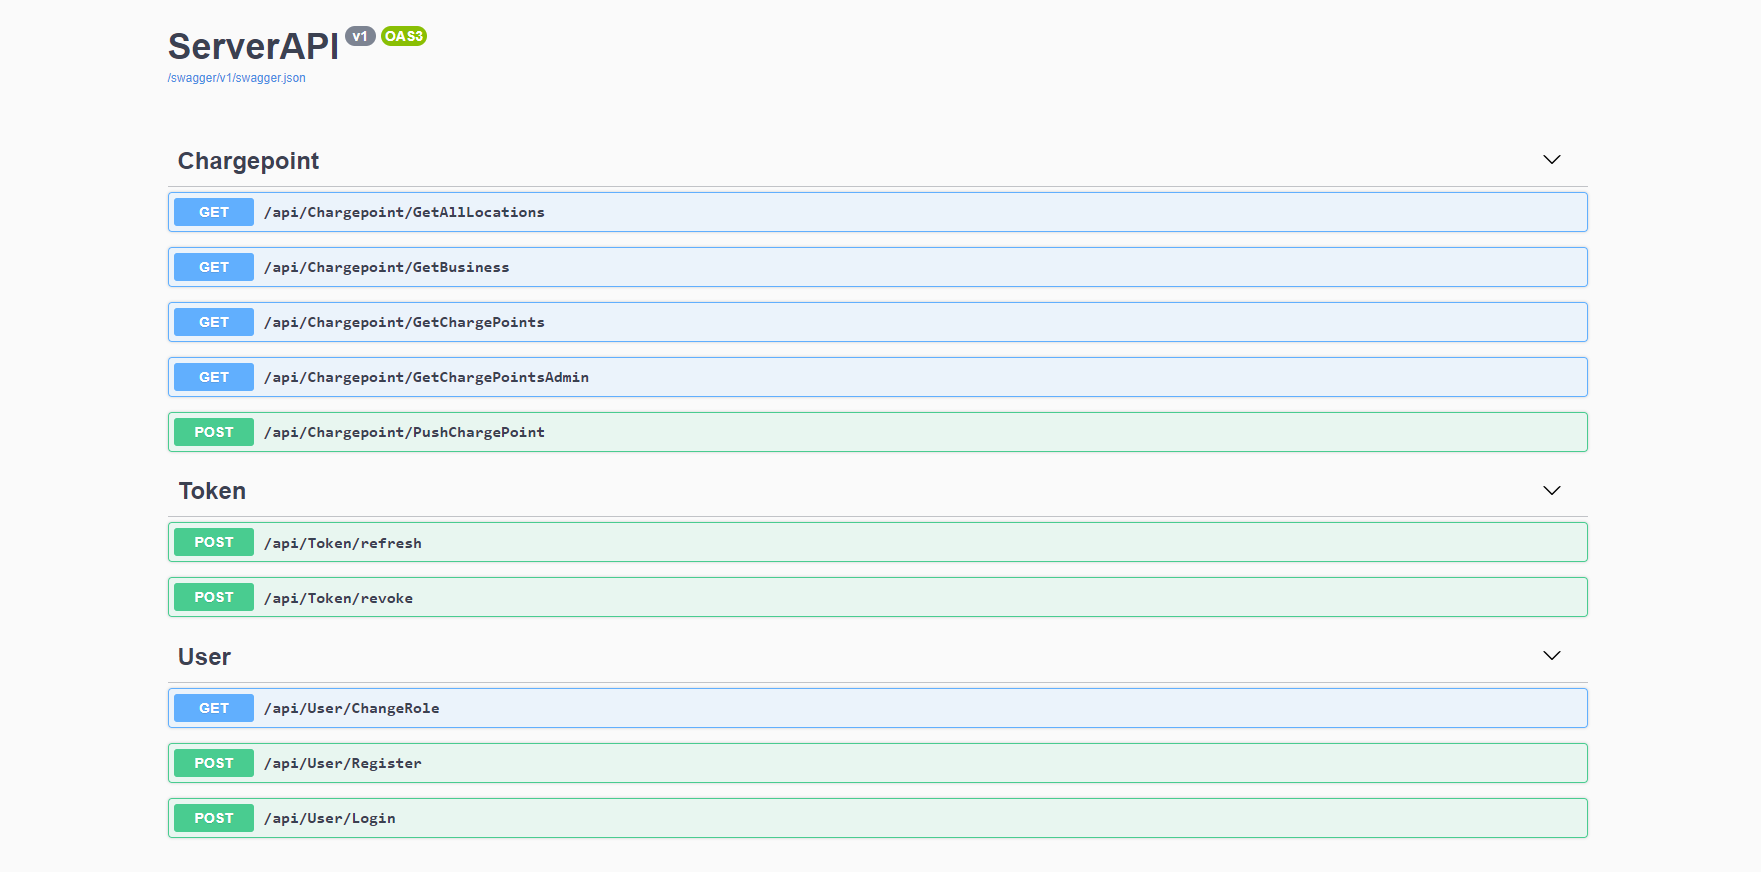 ServerAPI v1 OAS3
/swagger/v1/swagger.json
Chargepoint
GET /api/Chargepoint/GetAllLocations
GET /api/Chargepoint/GetBusiness
GET /api/Chargepoint/GetChargePoints
GET /api/Chargepoint/GetChargePointsAdmin
POST /api/Chargepoint/PushChargePoint
Token
POST /api/Token/refresh
POST /api/Token/revoke
User
GET /api/User/ChangeRole
POST /api/User/Register
POST /api/User/Login